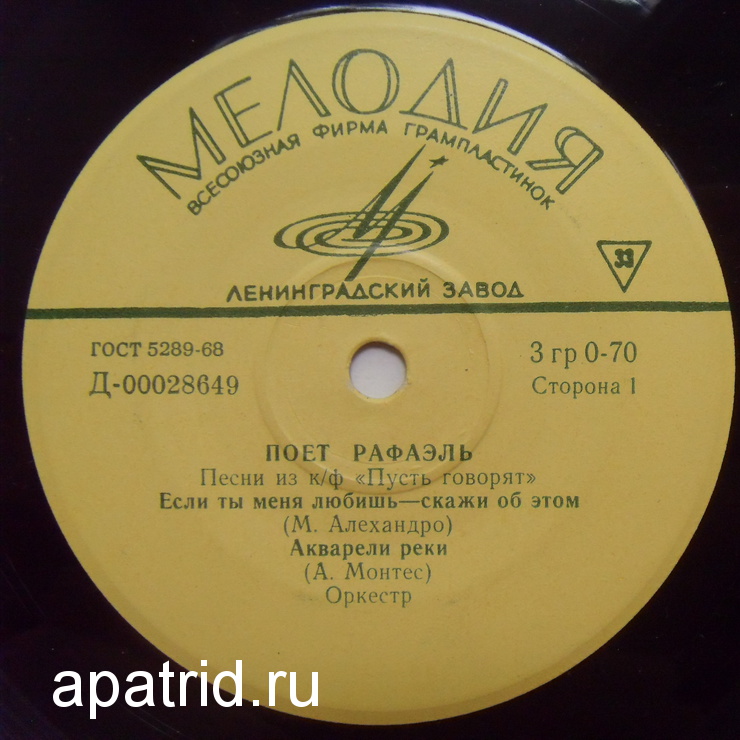 МЕЛОДИЯ
ВСЕСОЮЗНАЯ ФИРМА ГРАМПЛАСТИНОК
33
ЛЕНИНГРАДСКИЙ ЗАВОД
ГОСТ 5289-68
3 гр 0-70
Д-00028649
Сторона 1
ПОЕТ РАФАЭЛЬ
Песни из к/ф «Пусть говорят»
Если ты меня любишь—скажи об этом
(М. Алехандро)
Акварели реки
(А. Монтес)
Оркестр
apatrid.ru